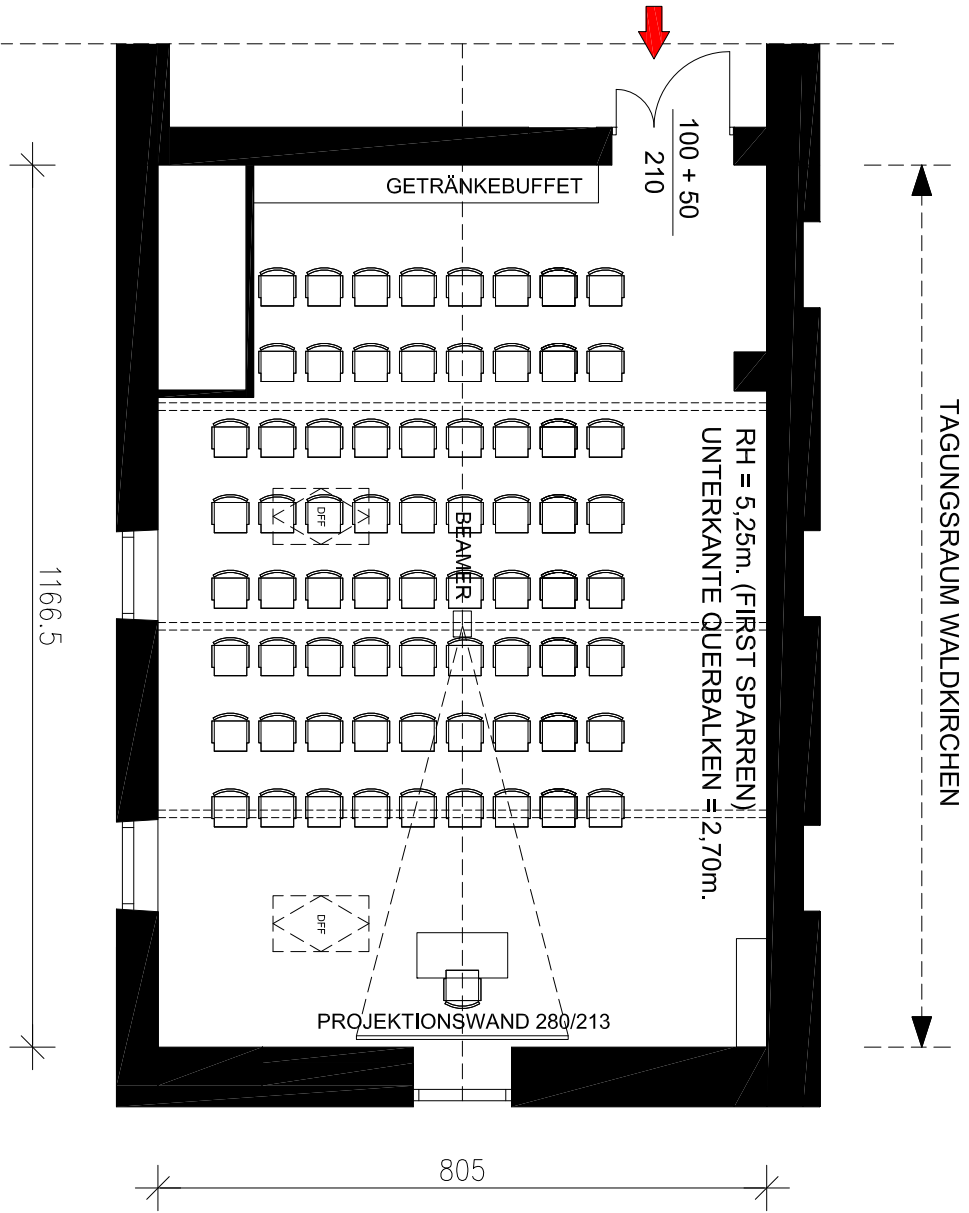 100 + 50
210
GETRÄNKEBUFFET
TAGUNGSRAUM WALDKIRCHEN
RH = 5,25m. (FIRST SPARREN)
UNTERKANTE QUERBALKEN = 2,70m.
DFF
BEAMER
1166.5
DFF
PROJEKTIONSWAND 280/213
805